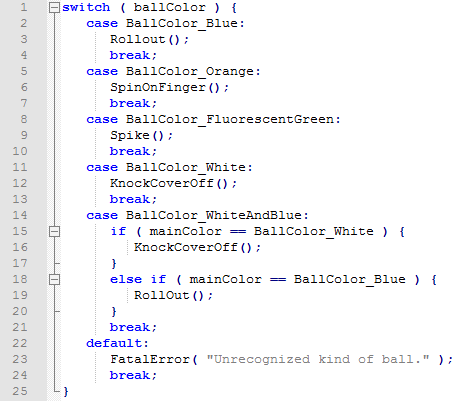 1 switch ( ballColor ) {
2 case BallColor_Blue:
3 Rollout();
4 break;
5 case BallColor_Orange:
6 SpinOnFinger();
7 break;
8 case BallColor_FluorescentGreen:
9 Spike();
10 break;
11 case BallColor_White:
12 KnockCoverOff();
13 break;
14 case BallColor_WhiteAndBlue:
15 if ( mainColor == BallColor_White ) {
16 KnockCoverOff();
17 }
18 else if ( mainColor == BallColor_Blue ) {
19 RollOut();
20 }
21 break;
22 default:
23 FatalError( "Unrecognized kind of ball." );
24 break;
25 }